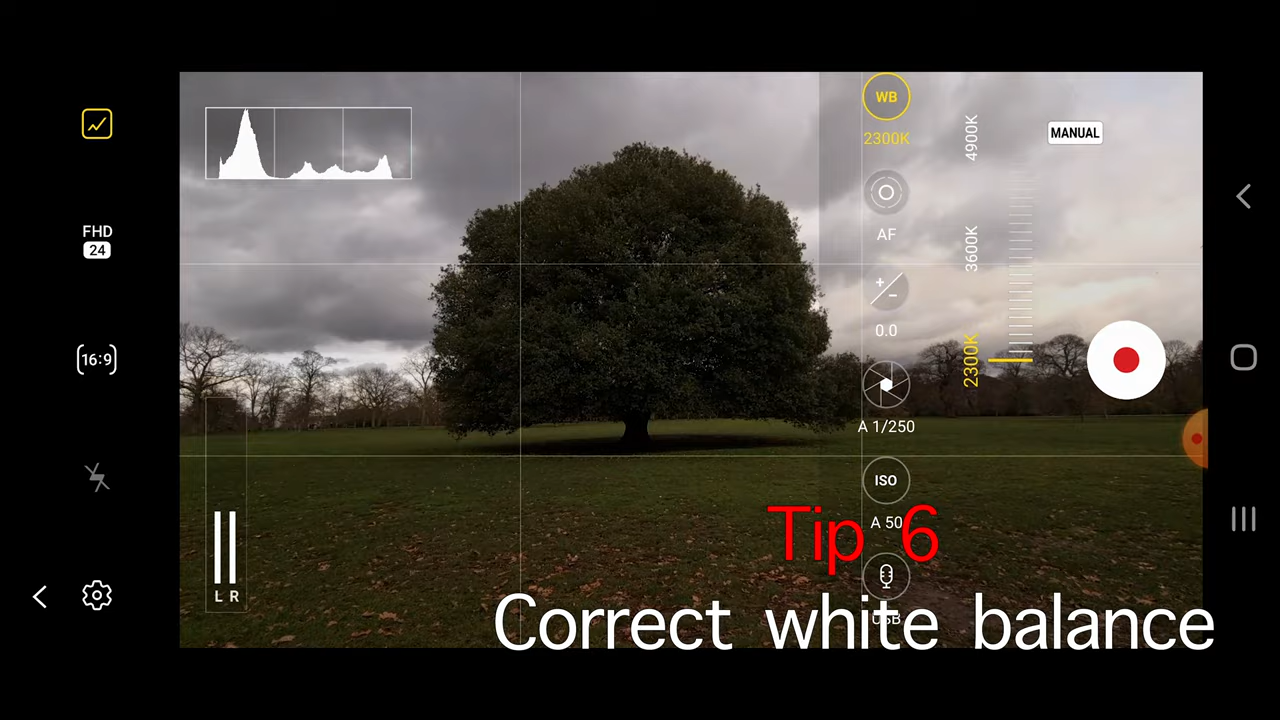 FHD
24
16:9
L R
WB
2300K
AF
0.0
A 1/250
ISO
A 50
USB
4900K
3600K
2300K
MANUAL
Tip 6
Correct white balance